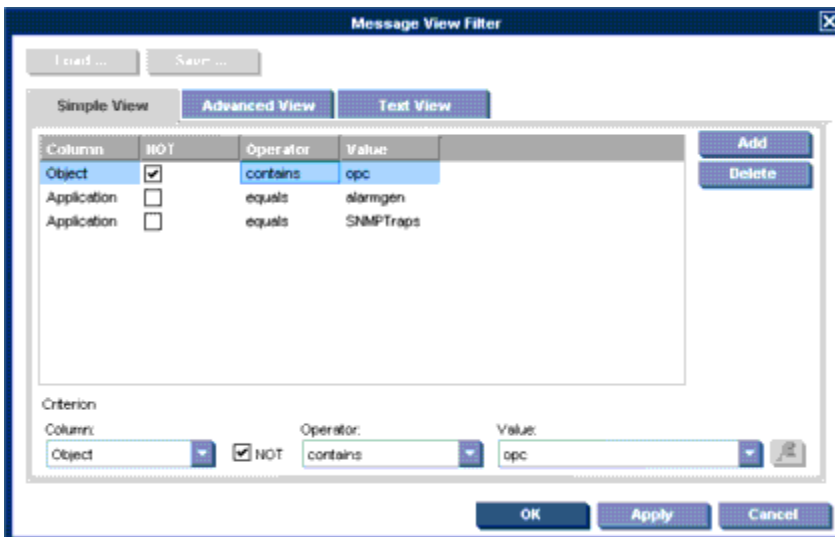 Message View Filter
Load ... Save ...
Simple View Advanced View Text View
Column NOT Operator Value
Add
Object contains opc
Delete
Application equals alarmgen
Application equals SNMPTraps
Criterion
Column: Operator: Value:
Object NOT contains opc
OK Apply Cancel